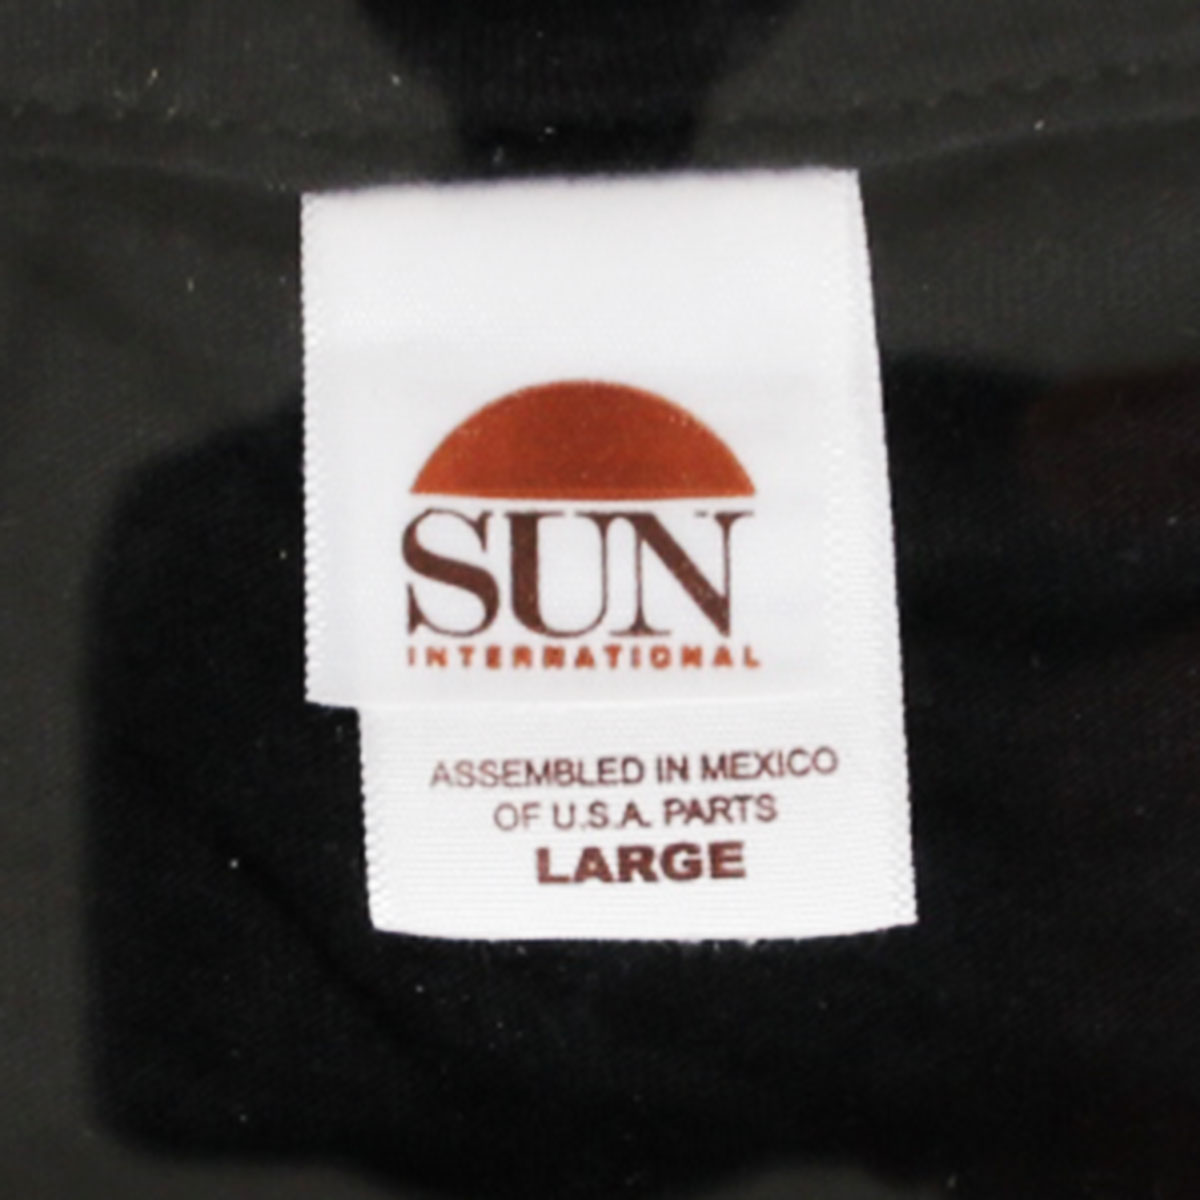 SUN
INTERNATIONAL
ASSEMBLED IN MEXICO
OF U.S.A. PARTS
LARGE